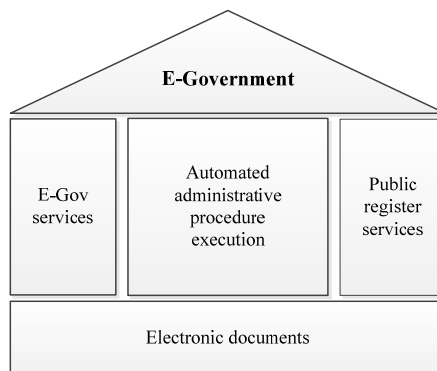 E-Government
E-Gov
services
Automated
administrative
procedure
execution
Public
register
services
Electronic documents